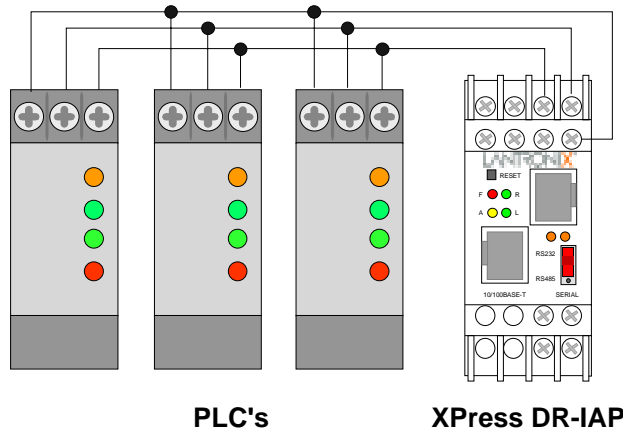 LANTRONIX
RESET
F R
A L
RS232
RS485
10/100BASE-T SERIAL
PLC's XPress DR-IAP